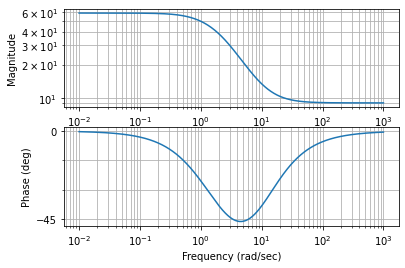 6 × 10¹
4 × 10¹
3 × 10¹
2 × 10¹
10¹
Magnitude
10⁻² 10⁻¹ 10⁰ 10¹ 10² 10³
0
−45
Phase (deg)
10⁻² 10⁻¹ 10⁰ 10¹ 10² 10³
Frequency (rad/sec)